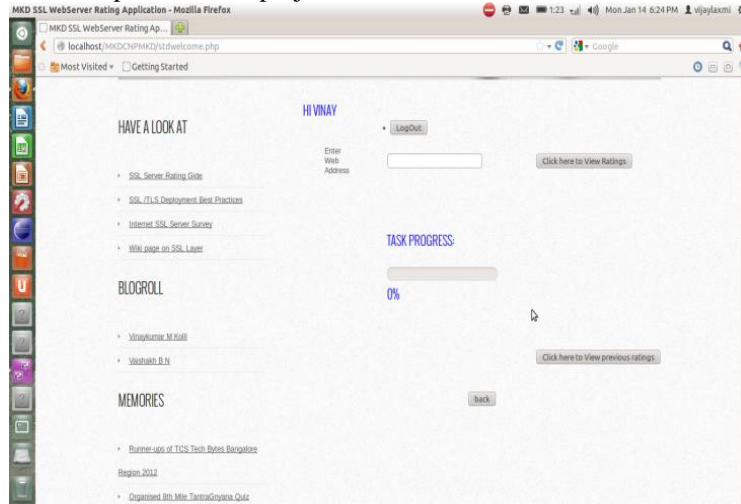 MKD SSL WebServer Rating Application - Mozilla Firefox
1:23
Mon Jan 14 6:24 PM
vijaylaxmi
MKD SSL WebServer Rating Ap...
localhost/MKDCNPMKD/stdwelcome.php
Google
Most Visited
Getting Started
HI VINAY
HAVE A LOOK AT
LogOut
Enter
Web
Address
Click here to View Ratings
SSL Server Rating Gide
SSL /TLS Deployment Best Practices
Internet SSL Server Survey
Wiki page on SSL Layer
TASK PROGRESS:
0%
BLOGROLL
Vinaykumar M Kolli
Vaishakh B N
Click here to View previous ratings
MEMORIES
back
Runner-ups of TCS Tech Bytes Bangalore
Region 2012
Organised 8th Mile TantraGnyana Quiz